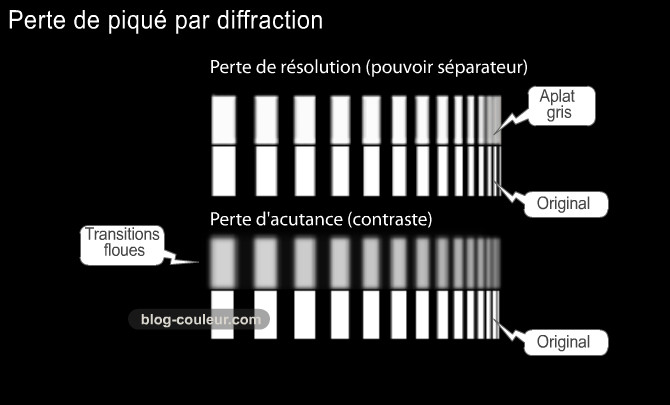 Perte de piqué par diffraction
Perte de résolution (pouvoir séparateur)
Aplat
gris
Original
Perte d'acutance (contraste)
Transitions
floues
blog-couleur.com
Original